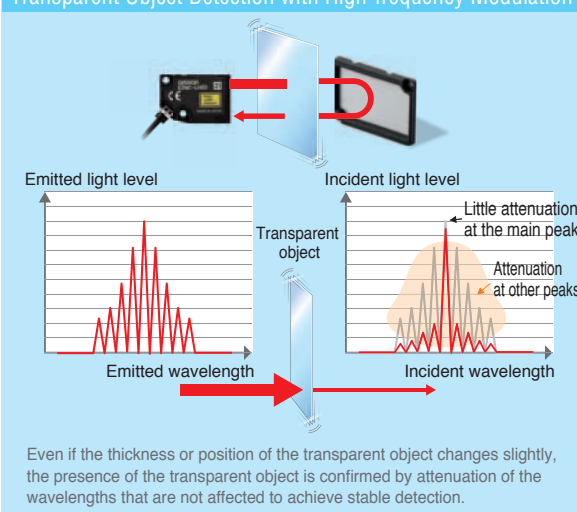 Transparent Object Detection with High-frequency Modulation
Emitted light level
Incident light level
Little attenuation
at the main peak
Transparent
object
Attenuation
at other peaks
Emitted wavelength
Incident wavelength
Even if the thickness or position of the transparent object changes slightly,
the presence of the transparent object is confirmed by attenuation of the
wavelengths that are not affected to achieve stable detection.